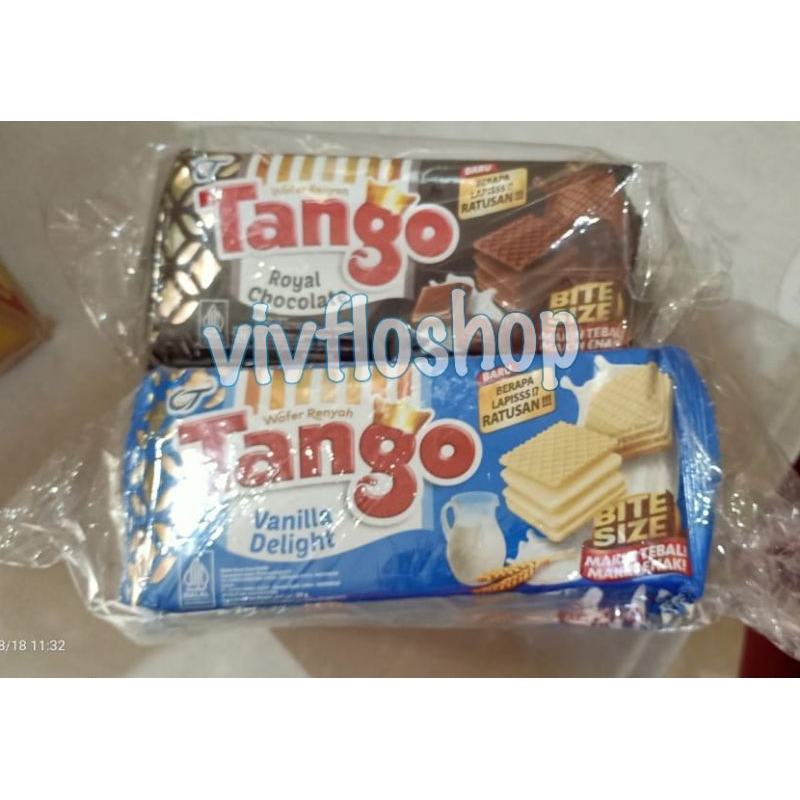 Wafer Renyah
Tango
Royal
Chocolate
BARU
BERAPA
LAPISSS!?
RATUSAN!!!
BITE
SIZE
vivfloshop
Wafer Renyah
Tango
Vanilla
Delight
BARU
BERAPA
LAPISSS!?
RATUSAN!!!
BITE
SIZE
MAKIN TEBAL!
MAKIN ENAK!
HALAL
8/18 11:32